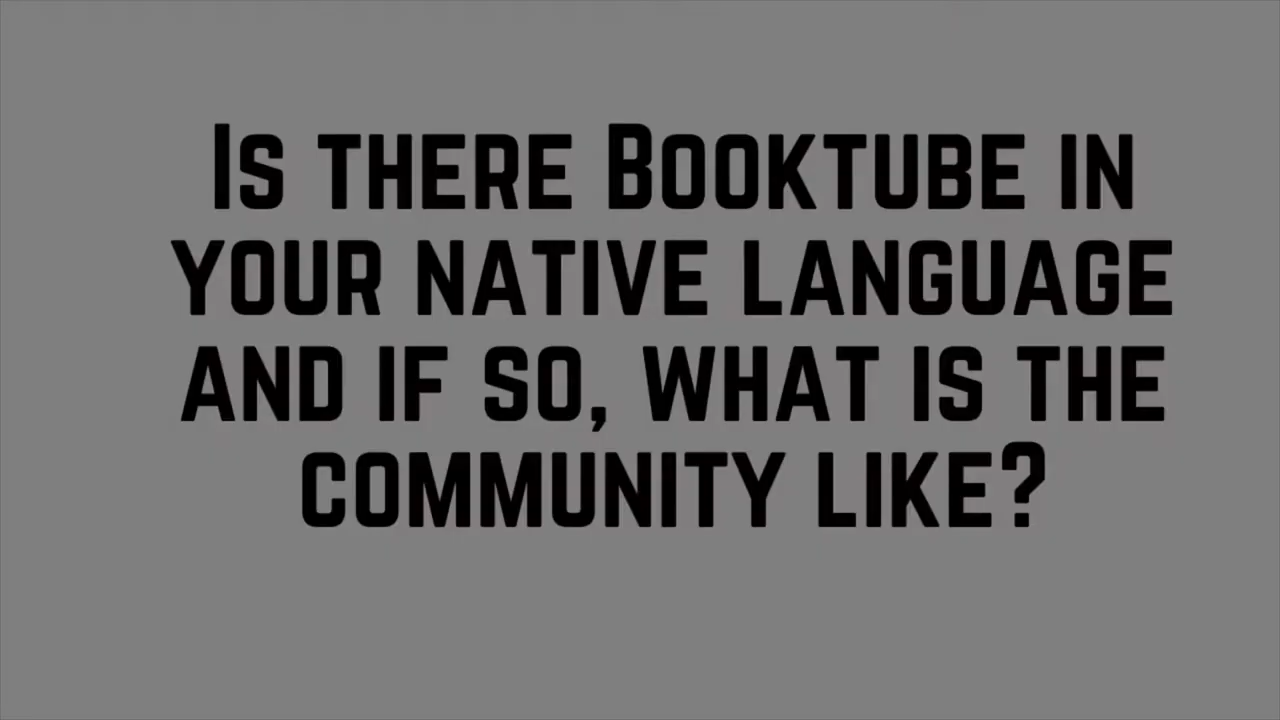 Is there Booktube in
your native language
and if so, what is the
community like?